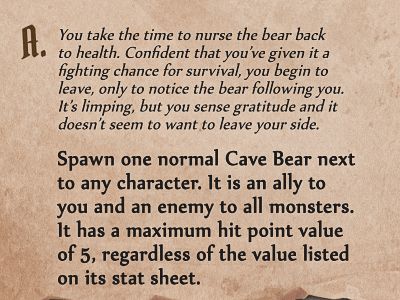 A. You take the time to nurse the bear back
to health. Confident that you've given it a
fighting chance for survival, you begin to
leave, only to notice the bear following you.
It's limping, but you sense gratitude and it
doesn't seem to want to leave your side.
Spawn one normal Cave Bear next
to any character. It is an ally to
you and an enemy to all monsters.
It has a maximum hit point value
of 5, regardless of the value listed
on its stat sheet.